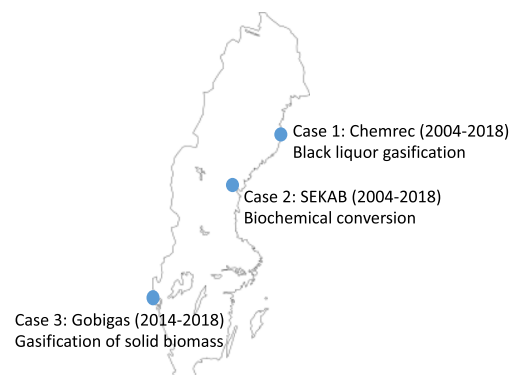 Case 1: Chemrec (2004-2018)
Black liquor gasification
Case 2: SEKAB (2004-2018)
Biochemical conversion
Case 3: Gobigas (2014-2018)
Gasification of solid biomass